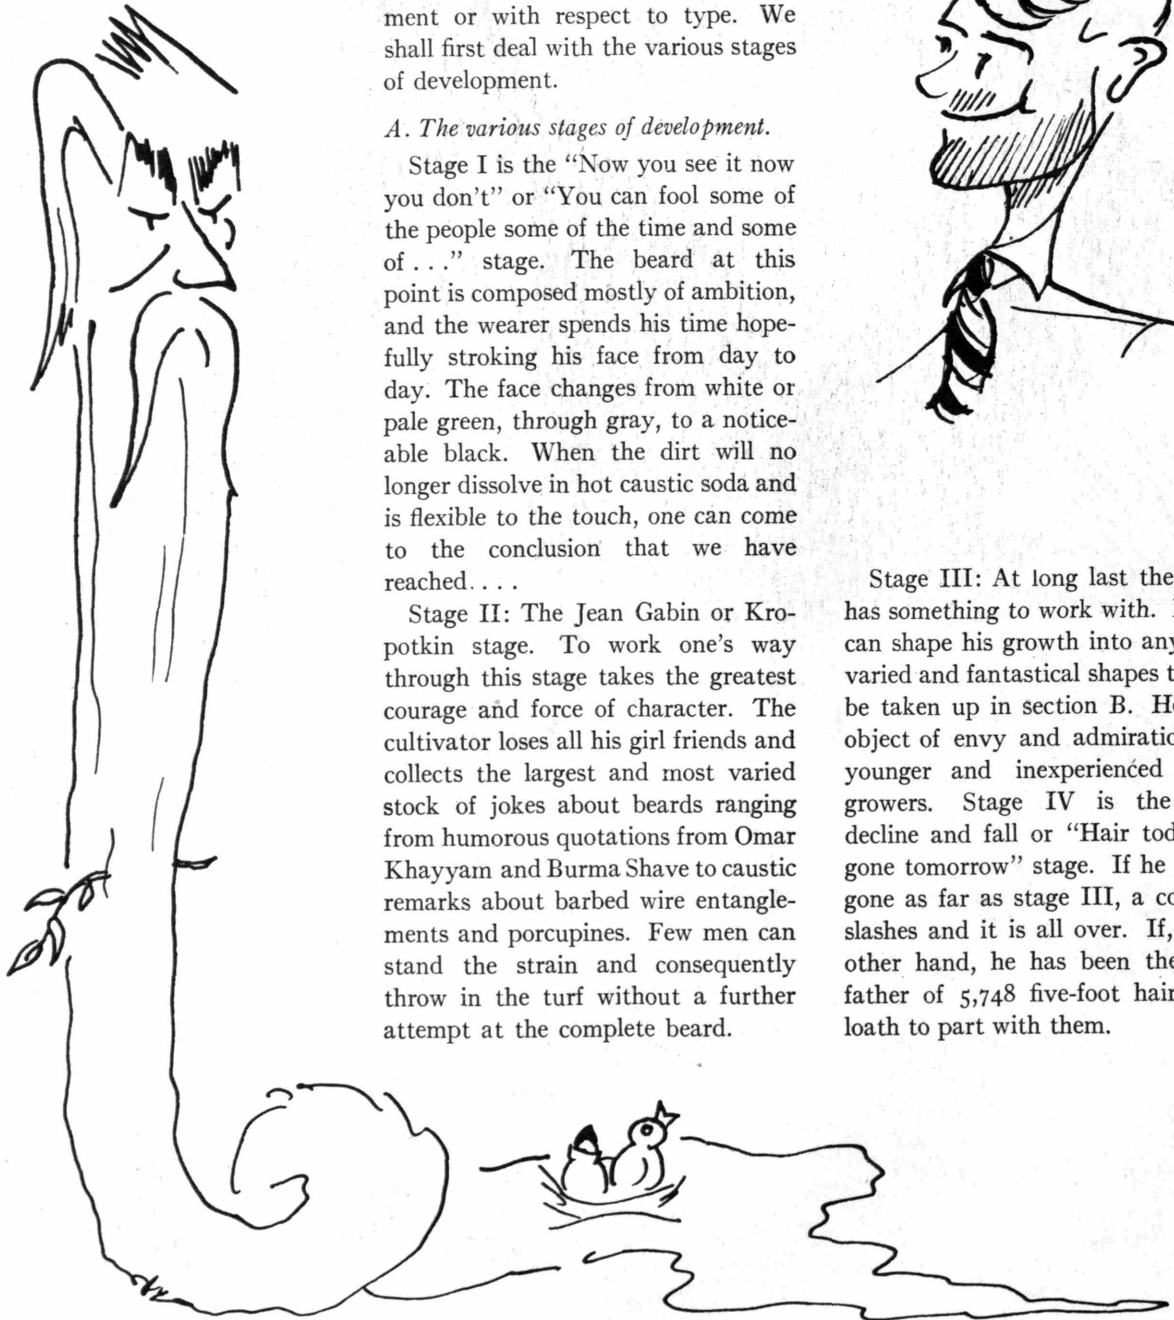 ment or with respect to type. We
shall first deal with the various stages
of development.
A. The various stages of development.
Stage I is the “Now you see it now
you don't” or “You can fool some of
the people some of the time and some
of . . .” stage. The beard at this
point is composed mostly of ambition,
and the wearer spends his time hope-
fully stroking his face from day to
day. The face changes from white or
pale green, through gray, to a notice-
able black. When the dirt will no
longer dissolve in hot caustic soda and
is flexible to the touch, one can come
to the conclusion that we have
reached. . . .
Stage II: The Jean Gabin or Kro-
potkin stage. To work one's way
through this stage takes the greatest
courage and force of character. The
cultivator loses all his girl friends and
collects the largest and most varied
stock of jokes about beards ranging
from humorous quotations from Omar
Khayyam and Burma Shave to caustic
remarks about barbed wire entangle-
ments and porcupines. Few men can
stand the strain and consequently
throw in the turf without a further
attempt at the complete beard.
Stage III: At long last the
has something to work with.
can shape his growth into any
varied and fantastical shapes
be taken up in section B.
object of envy and
younger and inexperienced
growers. Stage IV is the
decline and fall or “Hair
gone tomorrow” stage. If he
gone as far as stage III, a
slashes and it is all over. If,
other hand, he has been the
father of 5,748 five-foot
loath to part with them.